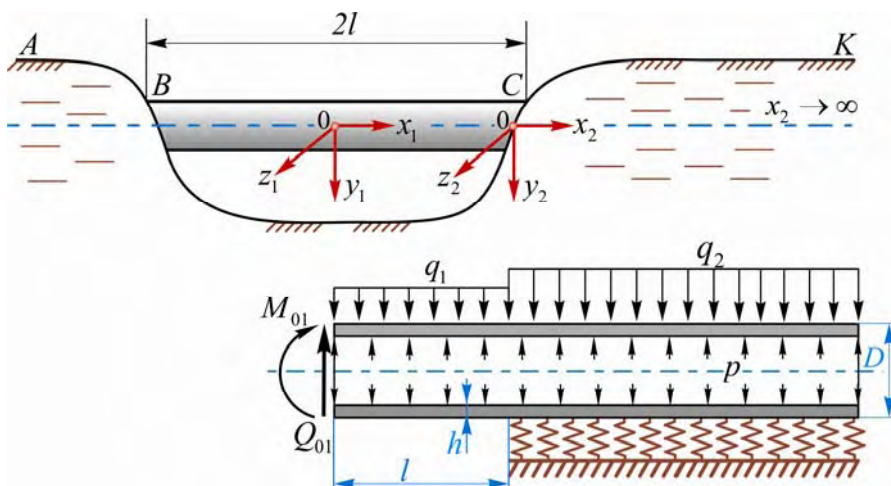 2l
A K
B C
0 x₁ 0 x₂ x₂ → ∞
z₁ y₁ z₂ y₂
q₁ q₂
M₀₁
p D
Q₀₁ h
l